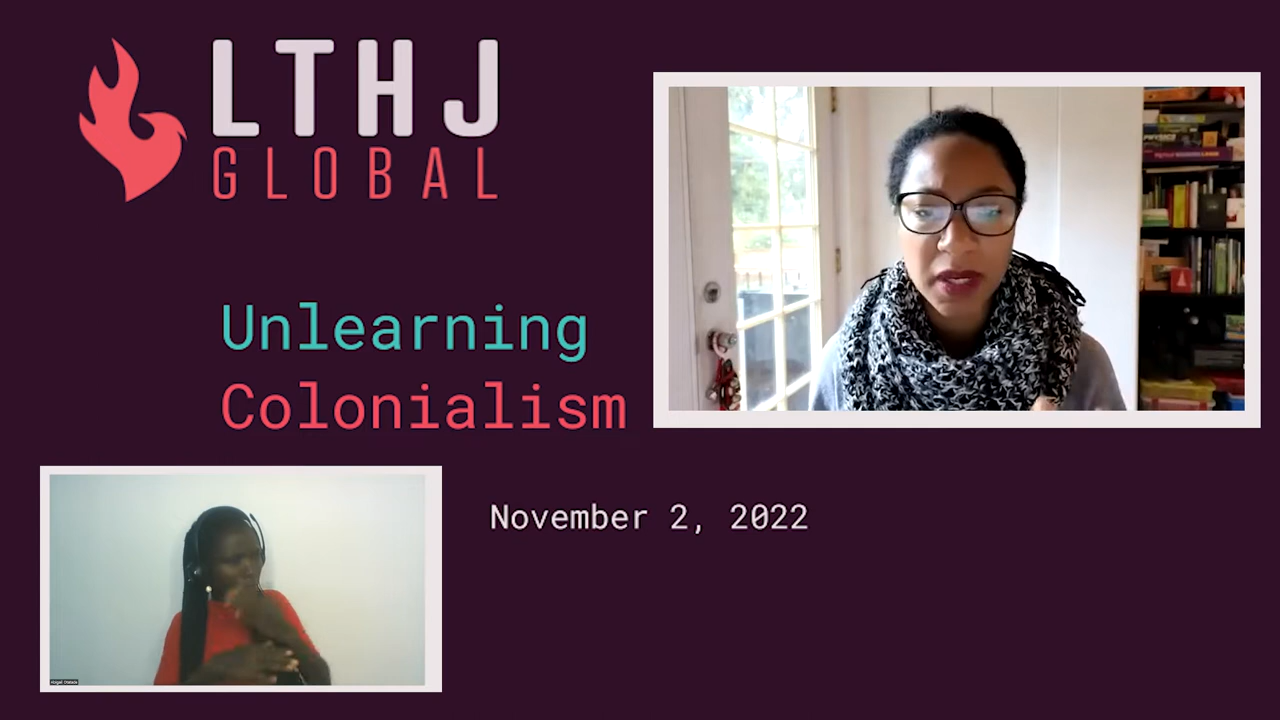 LTHJ
GLOBAL
Unlearning
Colonialism
November 2, 2022